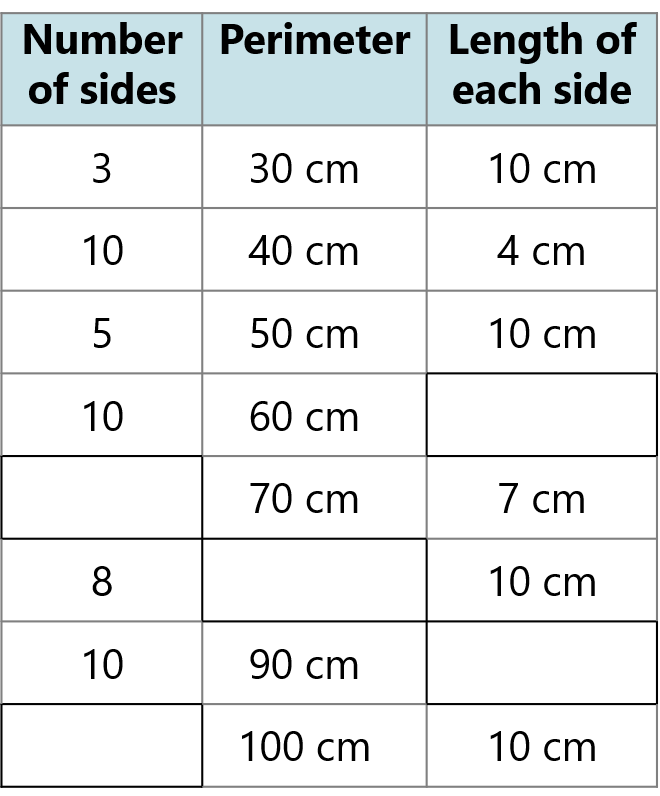 Number of sides Perimeter Length of each side
3 30 cm 10 cm
10 40 cm 4 cm
5 50 cm 10 cm
10 60 cm
70 cm 7 cm
8 10 cm
10 90 cm
100 cm 10 cm